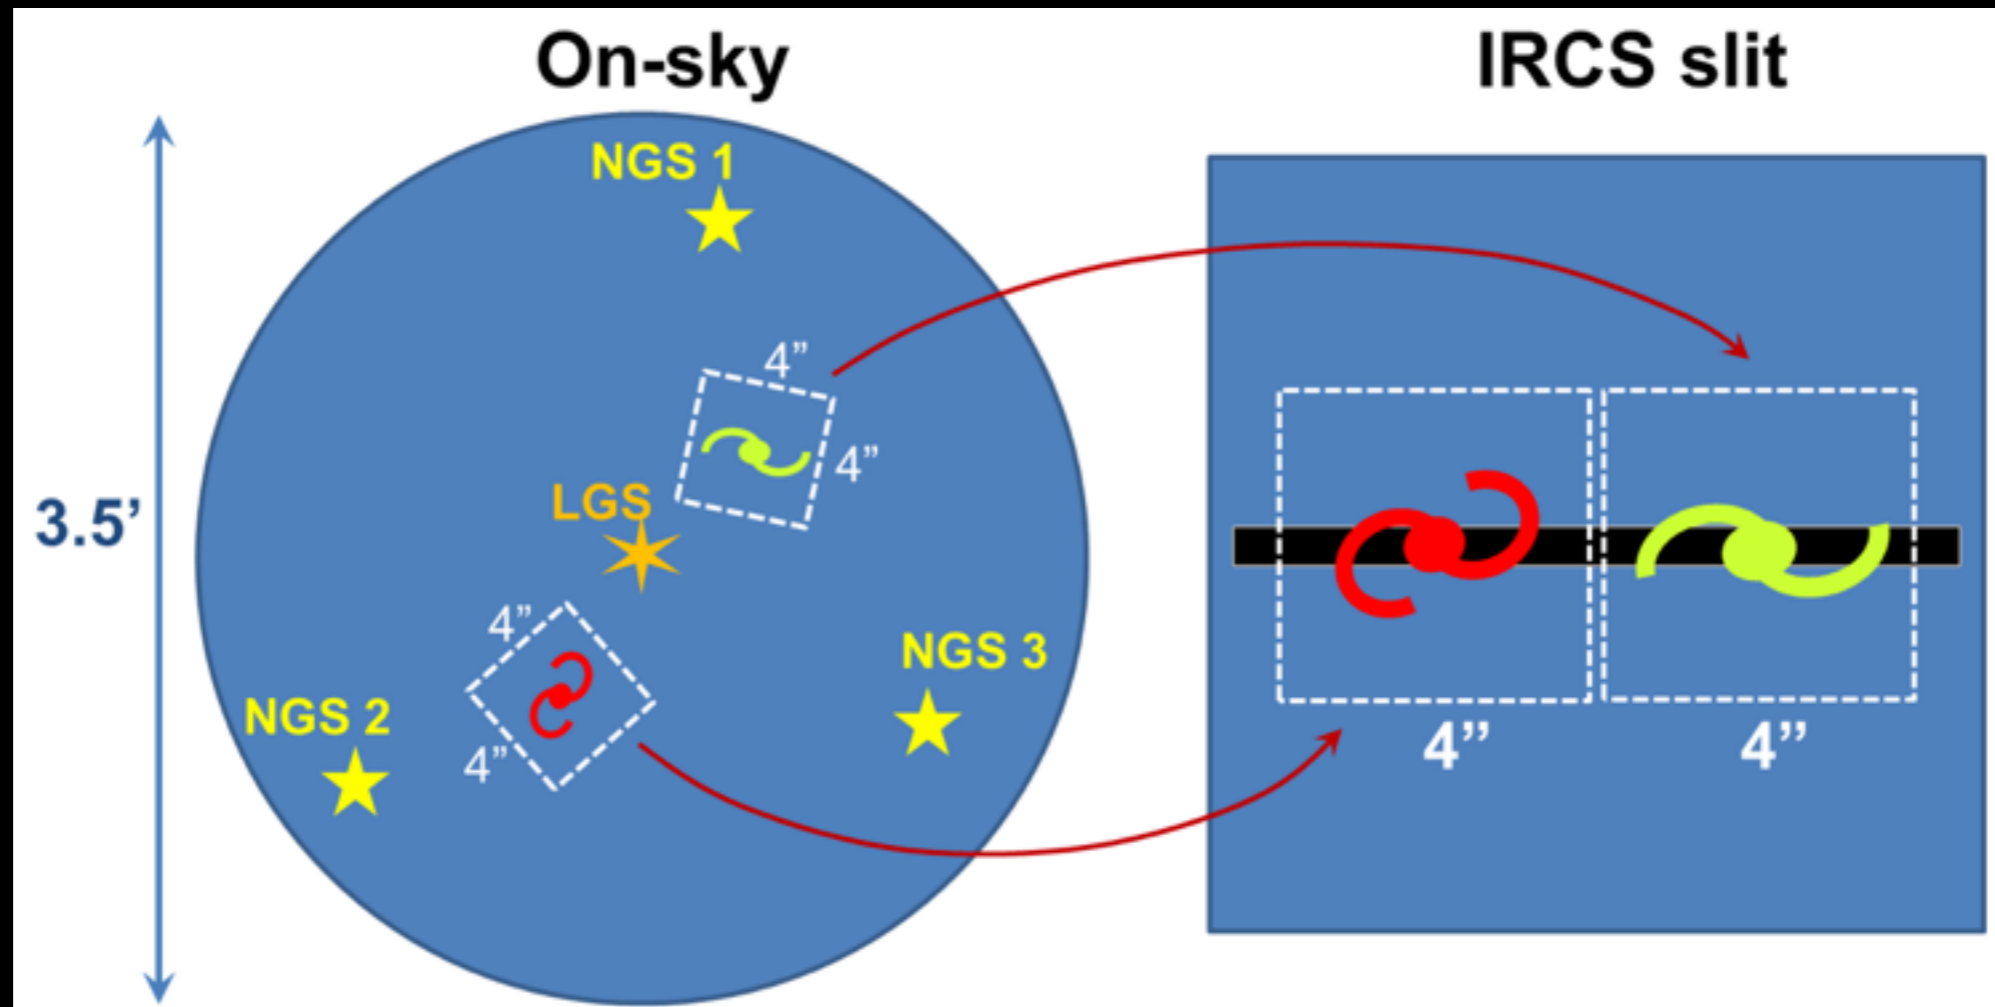 On-sky
IRCS slit
NGS 1
4”
4”
LGS
3.5’
4”
NGS 3
NGS 2
4”
4”
4”